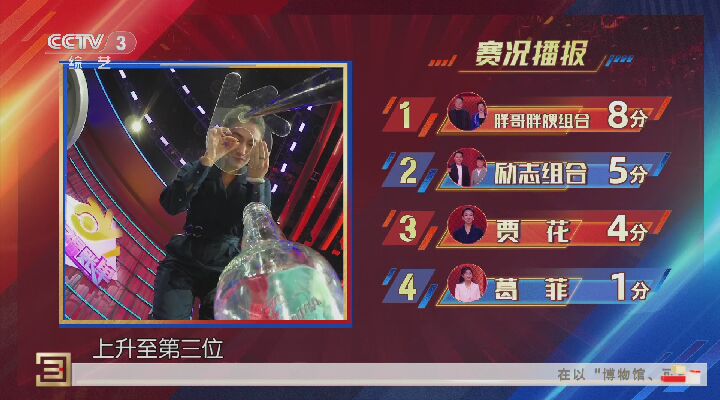 CCTV 3
综艺
赛况播报
1 胖哥胖嫂组合 8分
2 励志组合 5分
3 贾花 4分
4 葛菲 1分
上升至第三位
3
在以“博物馆、